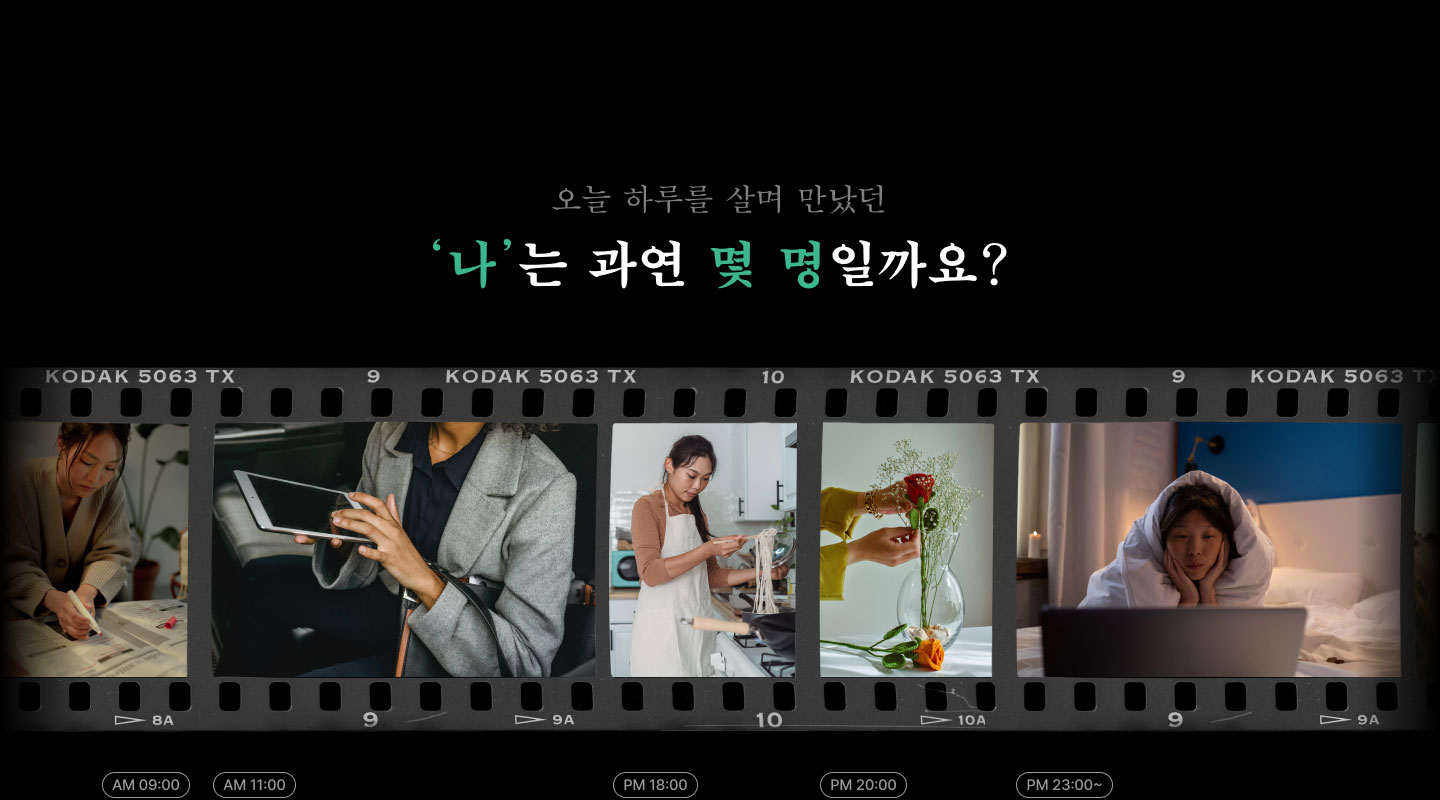 오늘 하루를 살며 만났던
‘나’는 과연 몇 명일까요?
KODAK 5063 TX 9 KODAK 5063 TX 10 KODAK 5063 TX 9 KODAK 5063 TX
8A 9 9A 10 10A 9 9A
AM 09:00 AM 11:00 PM 18:00 PM 20:00 PM 23:00~